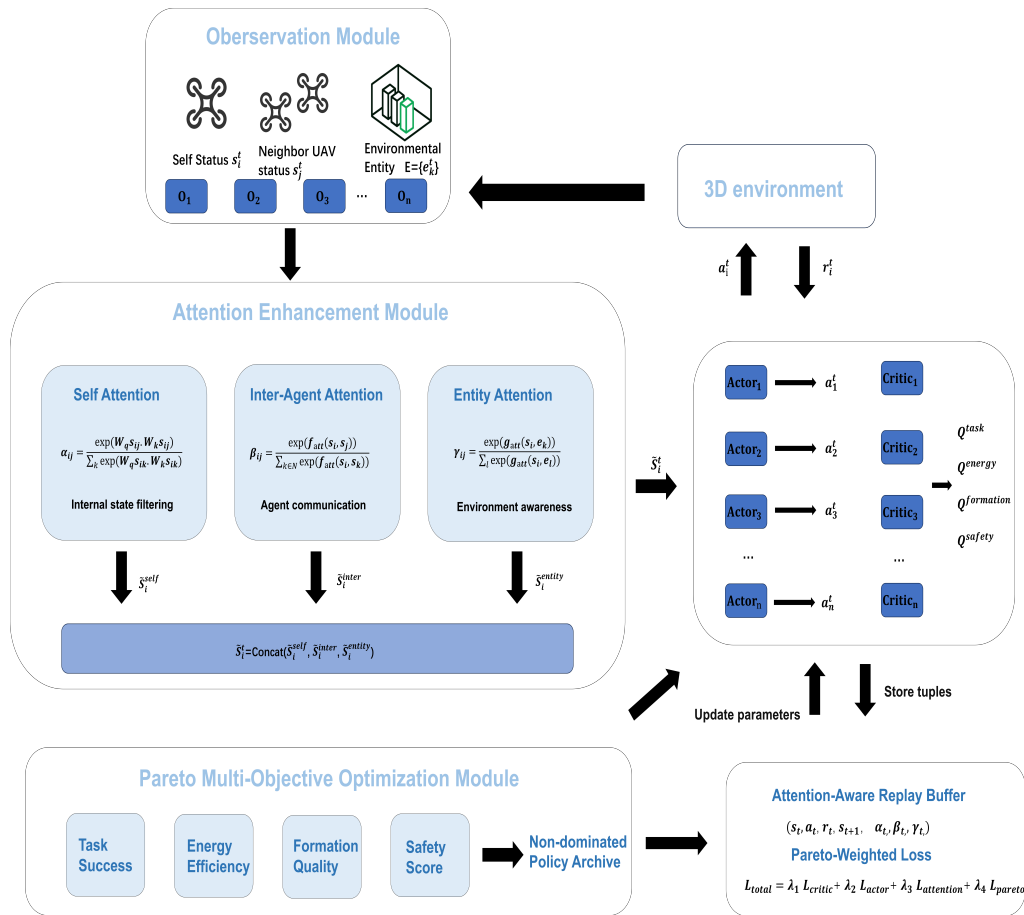 Oberservation Module
Self Status $s_i^t$
Neighbor UAV
status $s_j^t$
Environmental
Entity E={$e_k^t$}
O₁ O₂ O₃ ... Oₙ
3D environment
$a_i^t$ $r_i^t$
Attention Enhancement Module
Self Attention
$\alpha_{ij} = \frac{\exp(W_q s_{ij}. W_k s_{ij})}{\sum_k \exp(W_q s_{ik}. W_k s_{ik})}$
Internal state filtering
Inter-Agent Attention
$\beta_{ij} = \frac{\exp(f_{att}(s_i, s_j))}{\sum_{k \in N} \exp(f_{att}(s_i, s_k))}$
Agent communication
Entity Attention
$\gamma_{ij} = \frac{\exp(g_{att}(s_i, e_k))}{\sum_l \exp(g_{att}(s_i, e_l))}$
Environment awareness
$\tilde{S}_i^{self}$
$\tilde{S}_i^{inter}$
$\tilde{S}_i^{entity}$
$\tilde{S}_i^t$=Concat($\tilde{S}_i^{self}, \tilde{S}_i^{inter}, \tilde{S}_i^{entity}$)
$\tilde{S}_i^t$
Actor₁ $a_1^t$ Critic₁
Actor₂ $a_2^t$ Critic₂
Actor₃ $a_3^t$ Critic₃
... ...
Actorₙ $a_n^t$ Criticₙ
$Q^{task}$
$Q^{energy}$
$Q^{formation}$
$Q^{safety}$
Update parameters
Store tuples
Pareto Multi-Objective Optimization Module
Task
Success
Energy
Efficiency
Formation
Quality
Safety
Score
Non-dominated
Policy Archive
Attention-Aware Replay Buffer
$(s_t, a_t, r_t, s_{t+1}, \alpha_{t,}, \beta_{t,}, \gamma_{t,})$
Pareto-Weighted Loss
$L_{total} = \lambda_1 L_{critic} + \lambda_2 L_{actor} + \lambda_3 L_{attention} + \lambda_4 L_{pareto}$